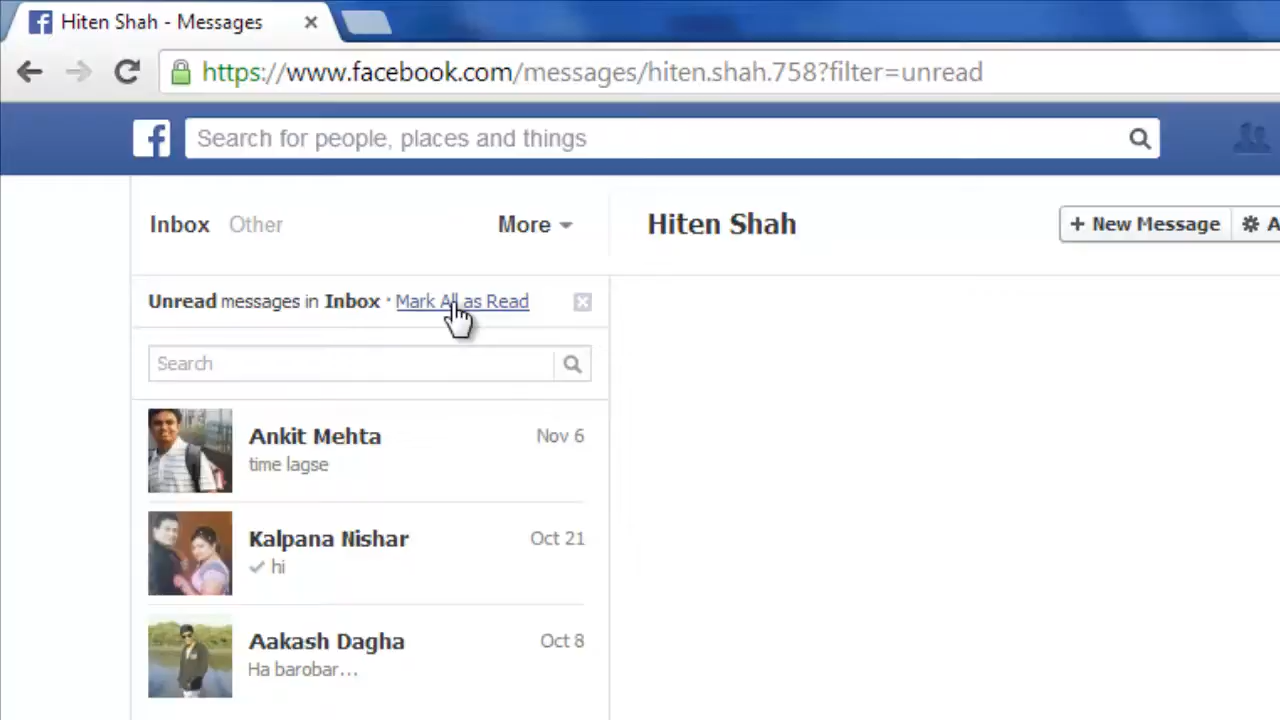 Hiten Shah - Messages
https://www.facebook.com/messages/hiten.shah.758?filter=unread
Search for people, places and things
Inbox Other More
Hiten Shah
+ New Message
Unread messages in Inbox · Mark All as Read
Search
Ankit Mehta Nov 6
time lagse
Kalpana Nishar Oct 21
hi
Aakash Dagha Oct 8
Ha barobar...